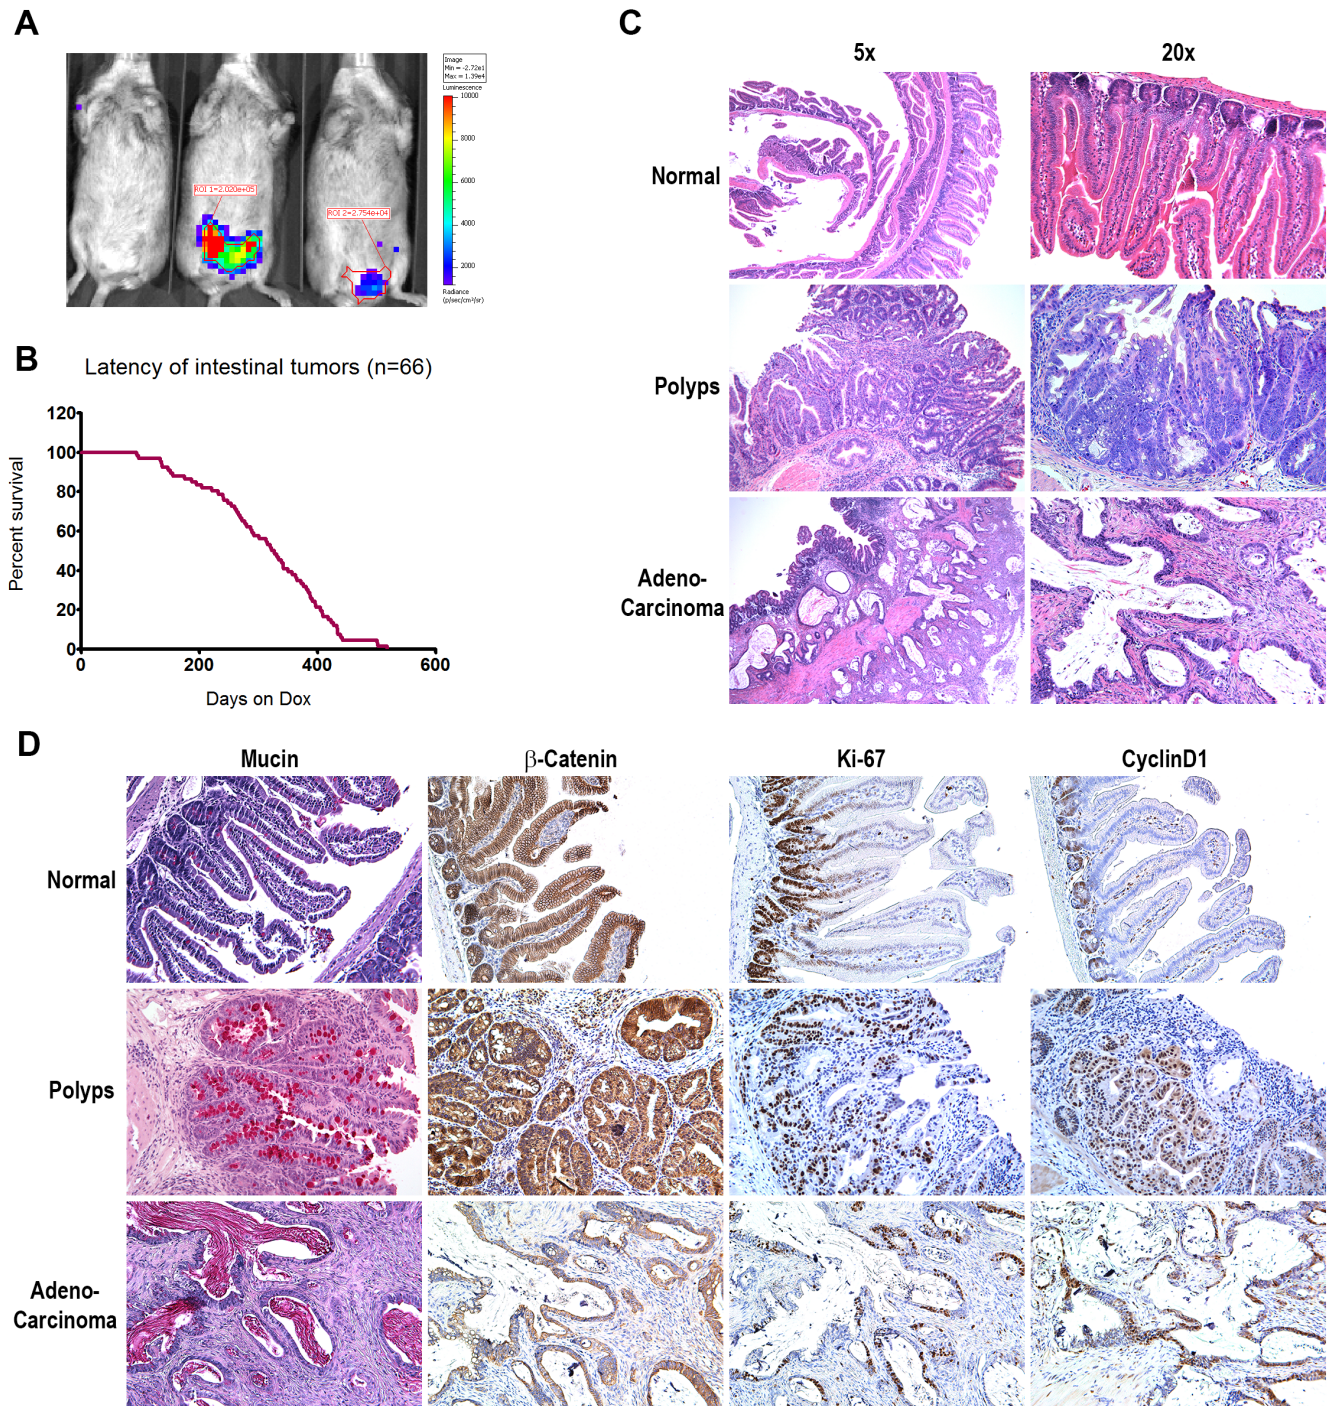 A
Image
Min = -2.72e1
Max = 1.39e4
Luminescence
10000
8000
6000
4000
2000
Radiance
(p/sec/cm²/sr)
ROI 1=2.020e+05
ROI 2=2.754e+04
B
Latency of intestinal tumors (n=66)
Percent survival
120
100
80
60
40
20
0
0
200
400
600
Days on Dox
C
5x
20x
Normal
Polyps
Adeno-
Carcinoma
D
Mucin
β-Catenin
Ki-67
CyclinD1
Normal
Polyps
Adeno-
Carcinoma